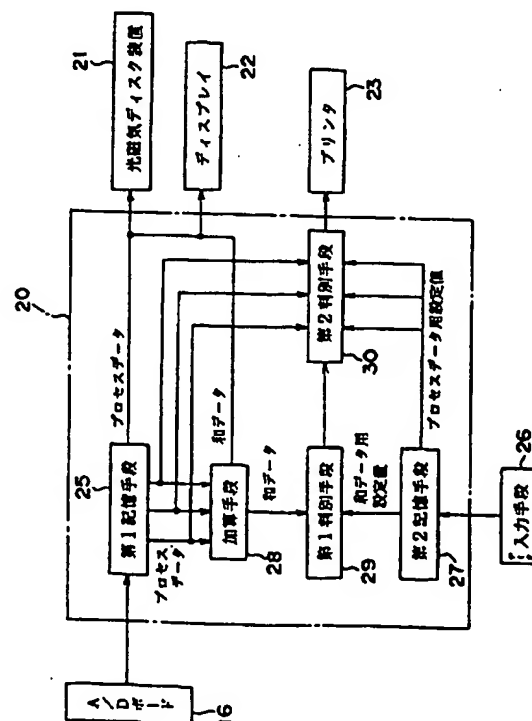 21
光磁気ディスク装置
22
ディスプレイ
23
プリンタ
20
プロセスデータ
和データ
第2判別手段
30
プロセスデータ用設定値
25
第1記憶手段
プロセス
データ
加算手段
28
和データ
第1判別手段
29
和データ用
設定量
第2記憶手段
27
26
入力手段
A/Dボード
16